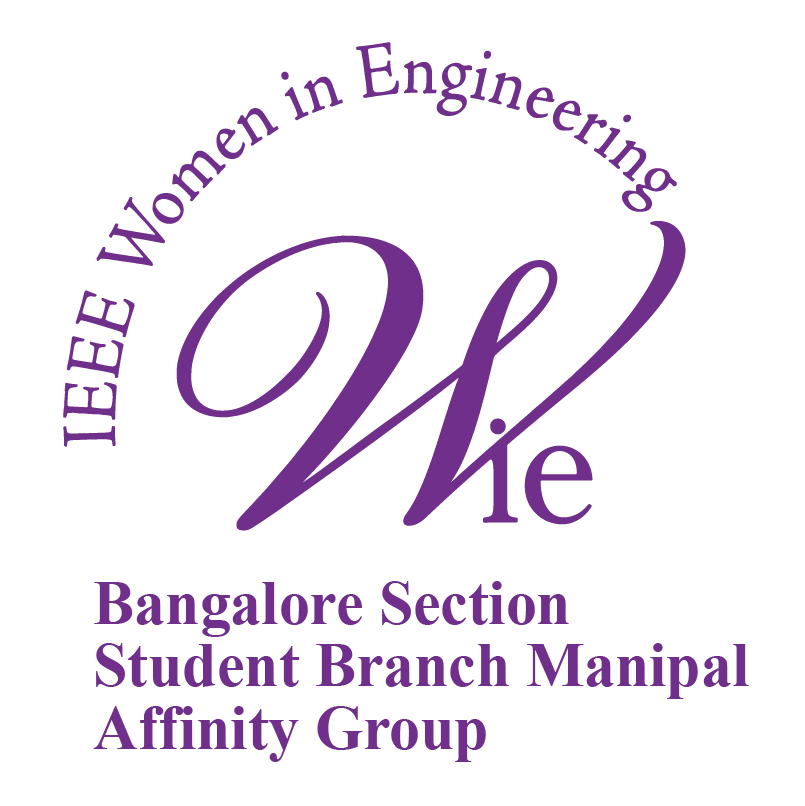 IEEE Women in Engineering
Wie
Bangalore Section
Student Branch Manipal
Affinity Group